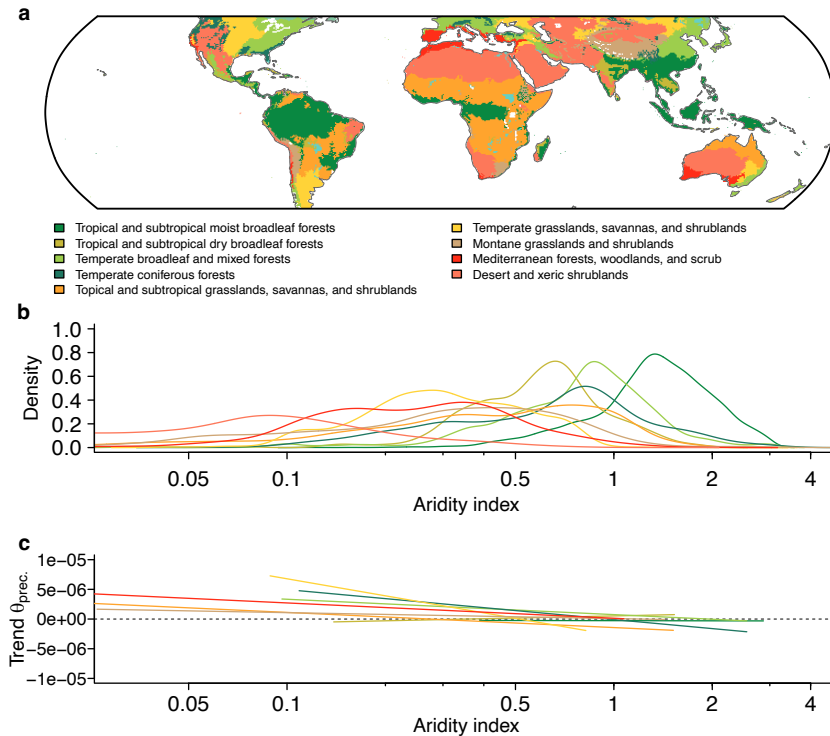 a
Tropical and subtropical moist broadleaf forests
Tropical and subtropical dry broadleaf forests
Temperate broadleaf and mixed forests
Temperate coniferous forests
Topical and subtropical grasslands, savannas, and shrublands
Temperate grasslands, savannas, and shrublands
Montane grasslands and shrublands
Mediterranean forests, woodlands, and scrub
Desert and xeric shrublands
b
Density
1.0
0.8
0.6
0.4
0.2
0.0
0.05 0.1 0.5 1 2 4
Aridity index
c
Trend θprec.
1e-05
5e-06
0e+00
-5e-06
-1e-05
0.05 0.1 0.5 1 2 4
Aridity index